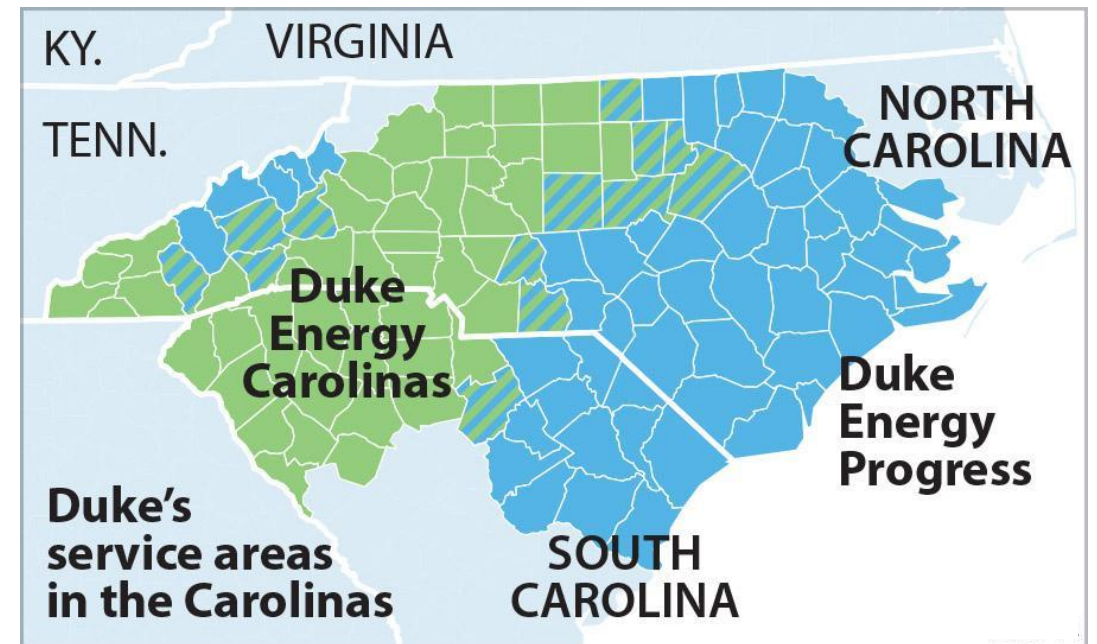 KY.
VIRGINIA
TENN.
NORTH
CAROLINA
Duke
Energy
Carolinas
Duke
Energy
Progress
Duke's
service areas
in the Carolinas
SOUTH
CAROLINA